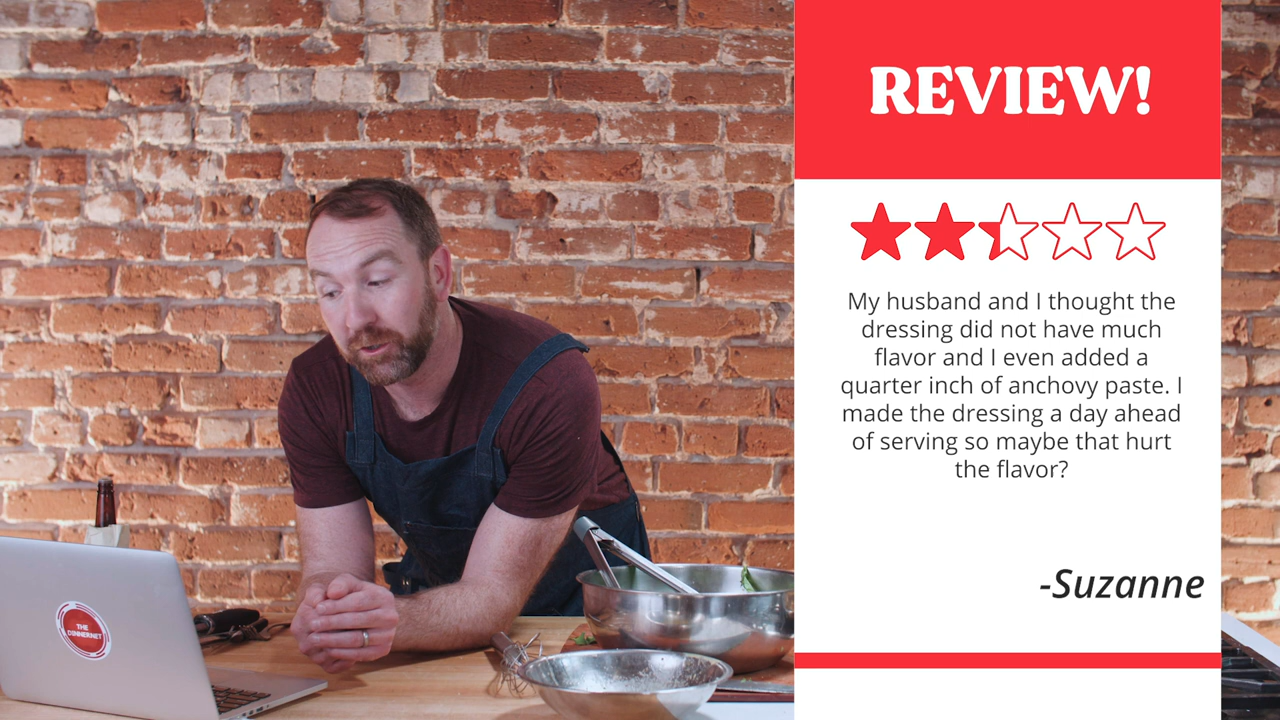 REVIEW!
My husband and I thought the
dressing did not have much
flavor and I even added a
quarter inch of anchovy paste. I
made the dressing a day ahead
of serving so maybe that hurt
the flavor?
-Suzanne
THE
DINNERNET